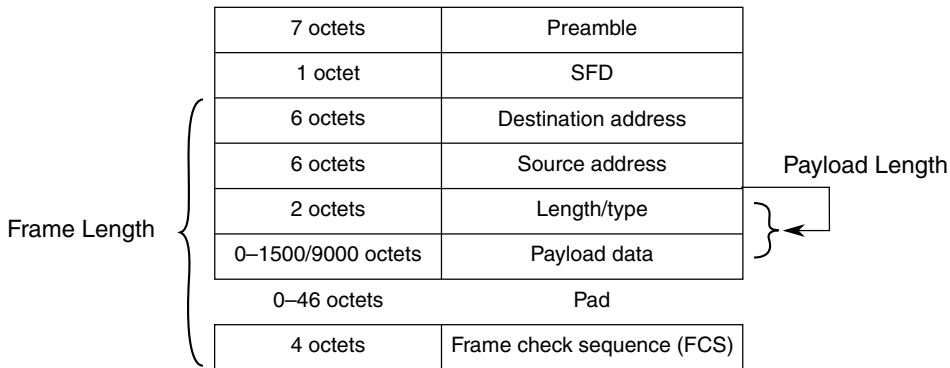 7 octets Preamble
1 octet SFD
6 octets Destination address
6 octets Source address
Payload Length
2 octets Length/type
Frame Length
0–1500/9000 octets Payload data
0–46 octets Pad
4 octets Frame check sequence (FCS)